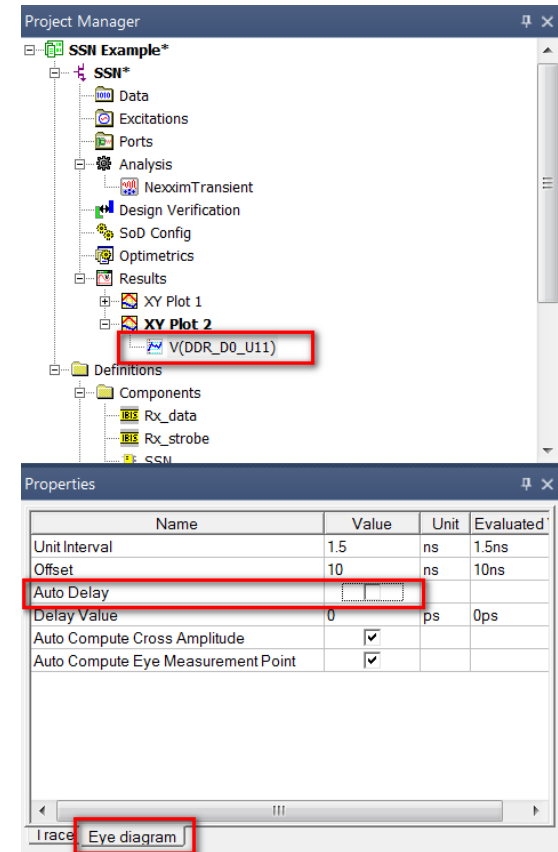 Project Manager
SSN Example*
SSN*
Data
Excitations
Ports
Analysis
NexximTransient
Design Verification
SoD Config
Optimetrics
Results
XY Plot 1
XY Plot 2
V(DDR_D0_U11)
Definitions
Components
IBIS Rx_data
IBIS Rx_strobe
SSN
Properties
Name Value Unit Evaluated
Unit Interval 1.5 ns 1.5ns
Offset 10 ns 10ns
Auto Delay
Delay Value 0 ps 0ps
Auto Compute Cross Amplitude
Auto Compute Eye Measurement Point
Trace Eye diagram